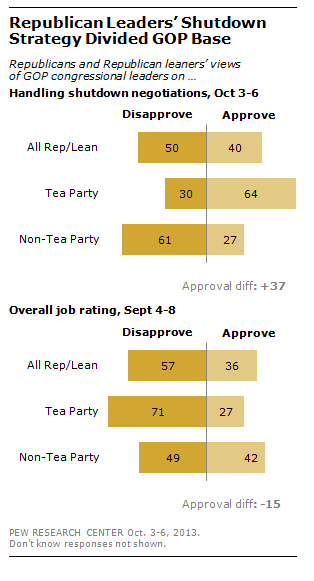 Republican Leaders’ Shutdown
Strategy Divided GOP Base
Republicans and Republican leaners’ views
of GOP congressional leaders on …
Handling shutdown negotiations, Oct 3-6
Disapprove Approve
All Rep/Lean 50 40
Tea Party 30 64
Non-Tea Party 61 27
Approval diff: +37
Overall job rating, Sept 4-8
Disapprove Approve
All Rep/Lean 57 36
Tea Party 71 27
Non-Tea Party 49 42
Approval diff: -15
PEW RESEARCH CENTER Oct. 3-6, 2013.
Don’t know responses not shown.